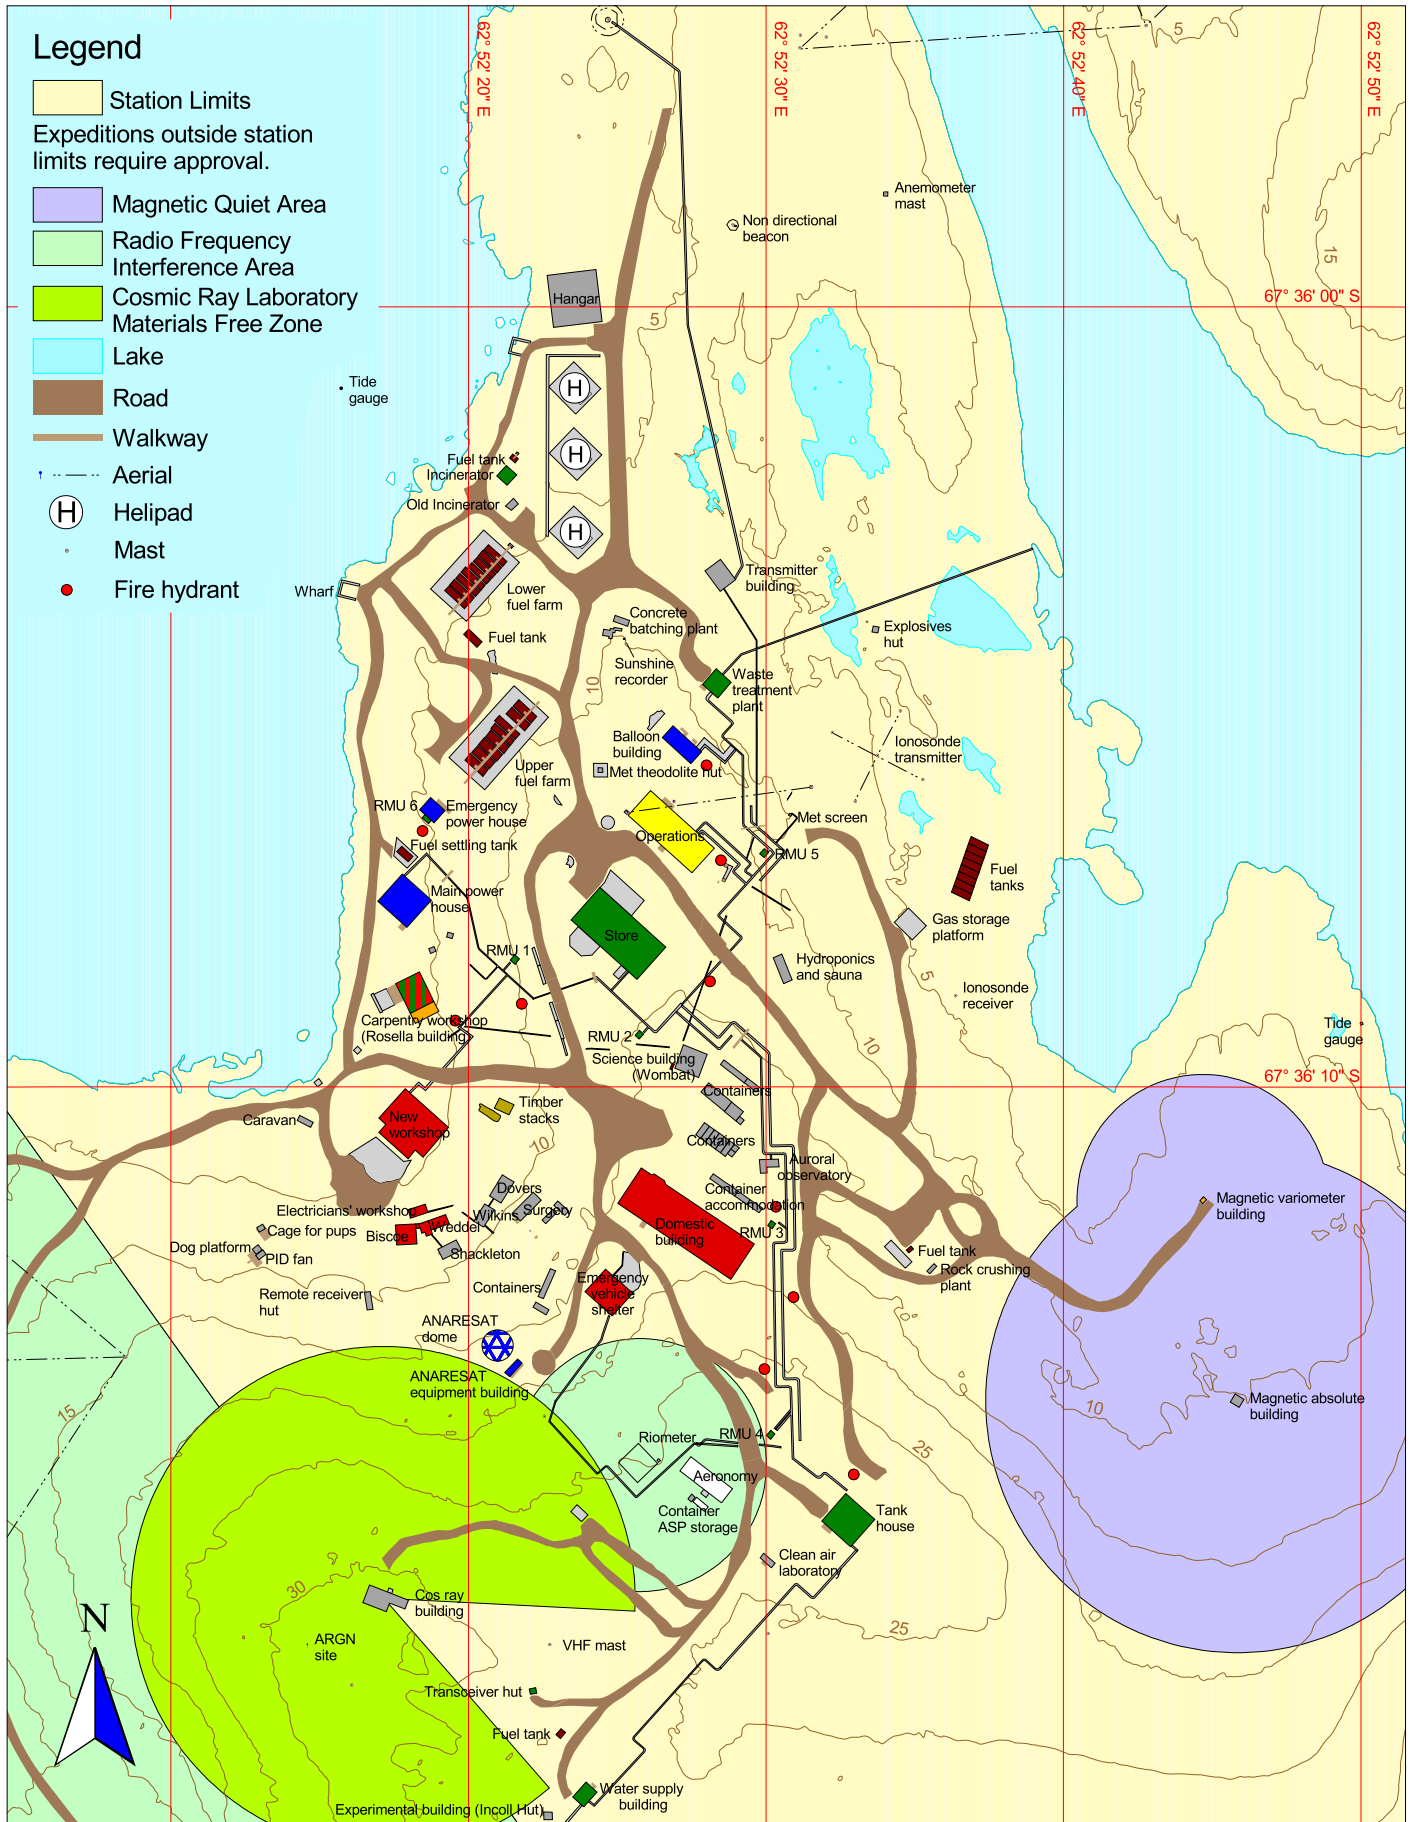 Legend
Station Limits
Expeditions outside station
limits require approval.
Magnetic Quiet Area
Radio Frequency
Interference Area
Cosmic Ray Laboratory
Materials Free Zone
Lake
Road
Walkway
Aerial
H
Helipad
Mast
Fire hydrant
62° 52' 20" E
62° 52' 30" E
62° 52' 40" E
62° 52' 50" E
5
Anemometer
mast
Non directional
beacon
15
67° 36' 00" S
Hangar
5
Tide
gauge
H
H
H
Fuel tank
Incinerator
Old Incinerator
Wharf
Lower
fuel farm
Transmitter
building
Concrete
batching plant
Explosives
hut
Fuel tank
Sunshine
recorder
10
Waste
treatment
plant
Balloon
building
Ionosonde
transmitter
Met theodolite hut
Upper
fuel farm
RMU 6
Emergency
power house
Fuel settling tank
Operations
Met screen
RMU 5
Fuel
tanks
Main power
house
Gas storage
platform
Store
RMU 1
Hydroponics
and sauna
5
Ionosonde
receiver
Carpentry workshop
(Rosella building)
RMU 2
Science building
(Wombat)
10
Tide
gauge
67° 36' 10" S
Containers
Caravan
New
workshop
Timber
stacks
10
Containers
Auroral
observatory
Dovers
Container
accommodation
Electricians' workshop
Wilkins
Surgery
Magnetic variometer
building
Cage for pups
Biscoe
Weddel
Domestic
building
RMU 3
Dog platform
PID fan
Shackleton
Fuel tank
Rock crushing
plant
Remote receiver
hut
Containers
Emergency
vehicle
shelter
ANARESAT
dome
ANARESAT
equipment building
15
10
Magnetic absolute
building
Riometer
RMU 4
25
Aeronomy
Container
ASP storage
Tank
house
Clean air
laboratory
30
Cos ray
building
N
ARGN
site
VHF mast
25
Transceiver hut
Fuel tank
Water supply
building
Experimental building (Incoll Hut)